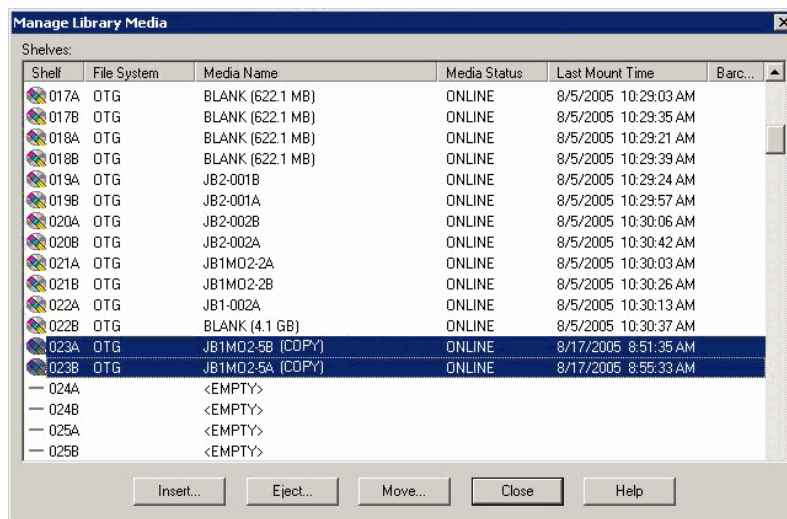 Manage Library Media
Shelves:
Shelf File System Media Name Media Status Last Mount Time Barc...
017A OTG BLANK (622.1 MB) ONLINE 8/5/2005 10:29:03 AM
017B OTG BLANK (622.1 MB) ONLINE 8/5/2005 10:29:35 AM
018A OTG BLANK (622.1 MB) ONLINE 8/5/2005 10:29:21 AM
018B OTG BLANK (622.1 MB) ONLINE 8/5/2005 10:29:39 AM
019A OTG JB2-001B ONLINE 8/5/2005 10:29:24 AM
019B OTG JB2-001A ONLINE 8/5/2005 10:29:57 AM
020A OTG JB2-002B ONLINE 8/5/2005 10:30:06 AM
020B OTG JB2-002A ONLINE 8/5/2005 10:30:42 AM
021A OTG JB1MO2-2A ONLINE 8/5/2005 10:30:03 AM
021B OTG JB1MO2-2B ONLINE 8/5/2005 10:30:26 AM
022A OTG JB1-002A ONLINE 8/5/2005 10:30:13 AM
022B OTG BLANK (4.1 GB) ONLINE 8/5/2005 10:30:37 AM
023A OTG JB1MO2-5B (COPY) ONLINE 8/17/2005 8:51:35 AM
023B OTG JB1MO2-5A (COPY) ONLINE 8/17/2005 8:55:33 AM
024A <EMPTY>
024B <EMPTY>
025A <EMPTY>
025B <EMPTY>
Insert... Eject... Move... Close Help